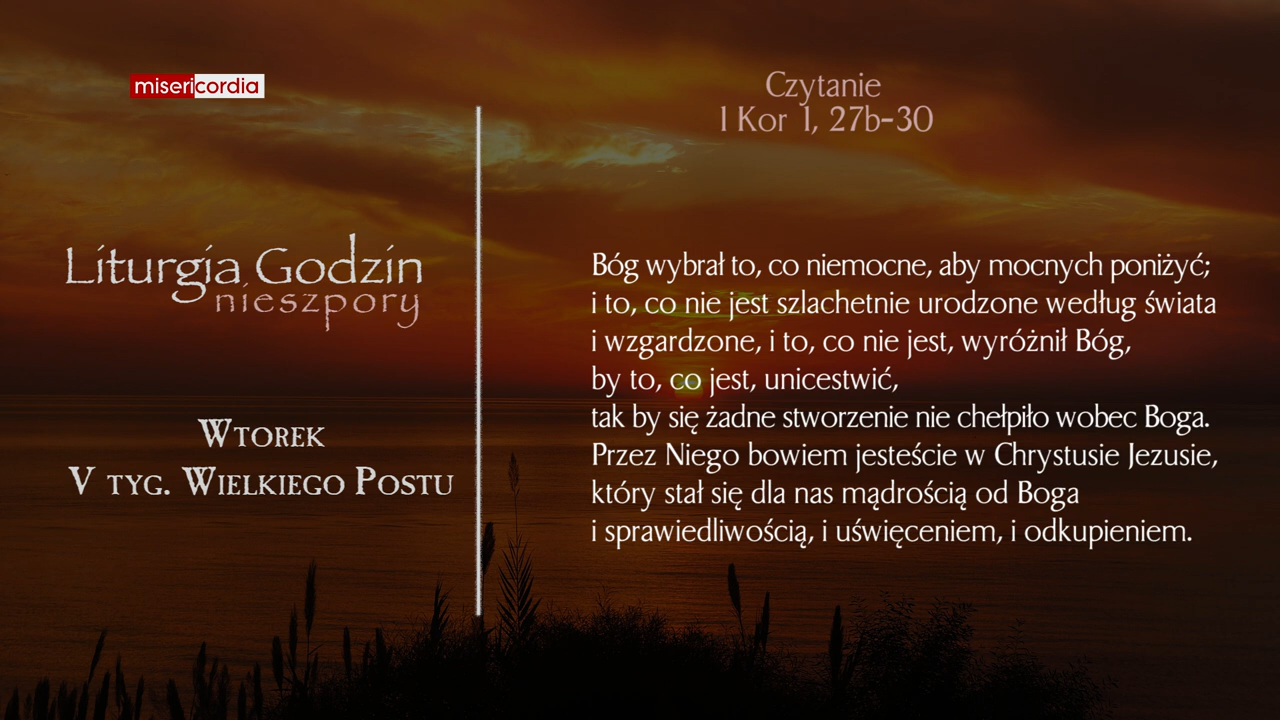 misericordia
Liturgia Godzin
nieszpory
Wtorek
V tyg. Wielkiego Postu
Czytanie
1 Kor 1, 27b-30
Bóg wybrał to, co niemocne, aby mocnych poniżyć;
i to, co nie jest szlachetnie urodzone według świata
i wzgardzone, i to, co nie jest, wyróżnił Bóg,
by to, co jest, unicestwić,
tak by się żadne stworzenie nie chełpiło wobec Boga.
Przez Niego bowiem jesteście w Chrystusie Jezusie,
który stał się dla nas mądrością od Boga
i sprawiedliwością, i uświęceniem, i odkupieniem.